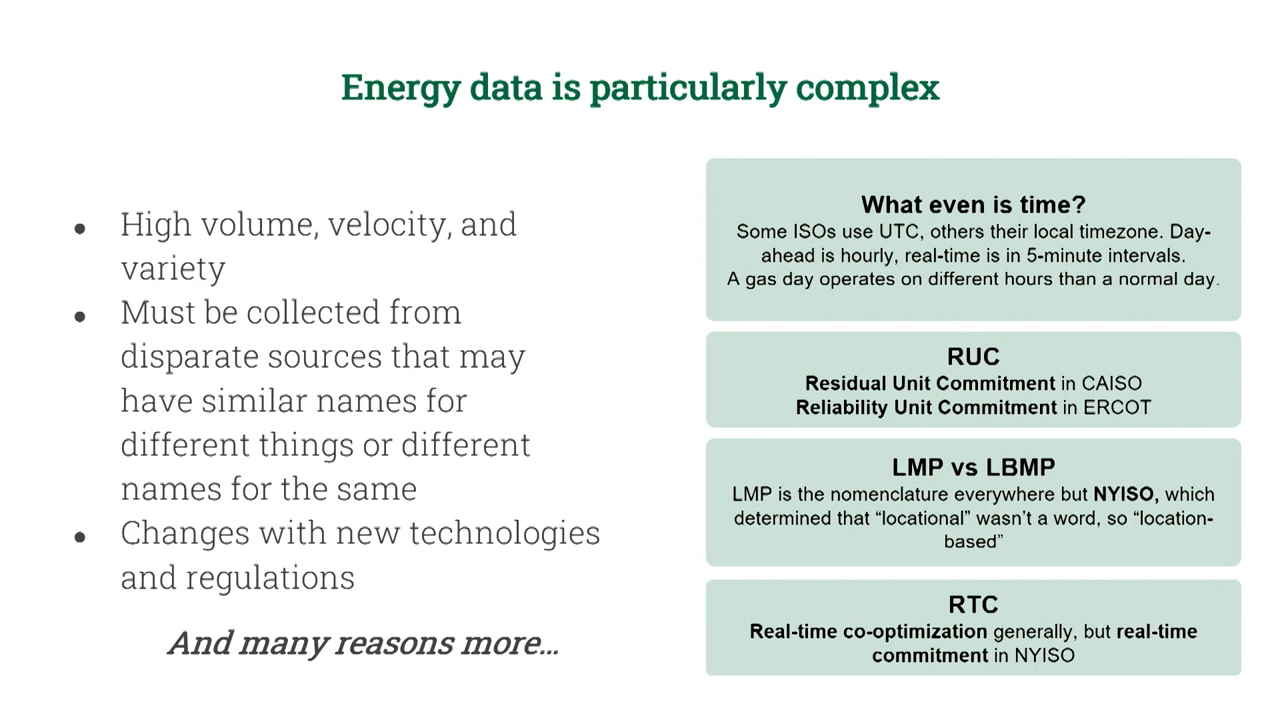 Energy data is particularly complex
● High volume, velocity, and
variety
● Must be collected from
disparate sources that may
have similar names for
different things or different
names for the same
● Changes with new technologies
and regulations
And many reasons more…
What even is time?
Some ISOs use UTC, others their local timezone. Day-
ahead is hourly, real-time is in 5-minute intervals.
A gas day operates on different hours than a normal day.
RUC
Residual Unit Commitment in CAISO
Reliability Unit Commitment in ERCOT
LMP vs LBMP
LMP is the nomenclature everywhere but NYISO, which
determined that “locational” wasn’t a word, so “location-
based”
RTC
Real-time co-optimization generally, but real-time
commitment in NYISO